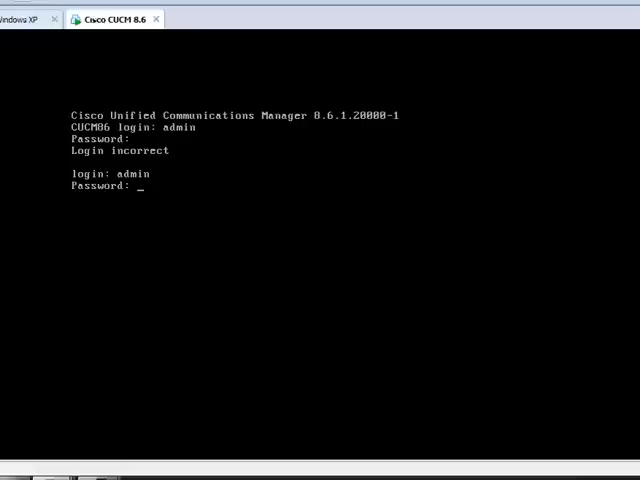 Windows XP
Cisco CUCM 8.6
Cisco Unified Communications Manager 8.6.1.20000-1
CUCM86 login: admin
Password:
Login incorrect
login: admin
Password: _